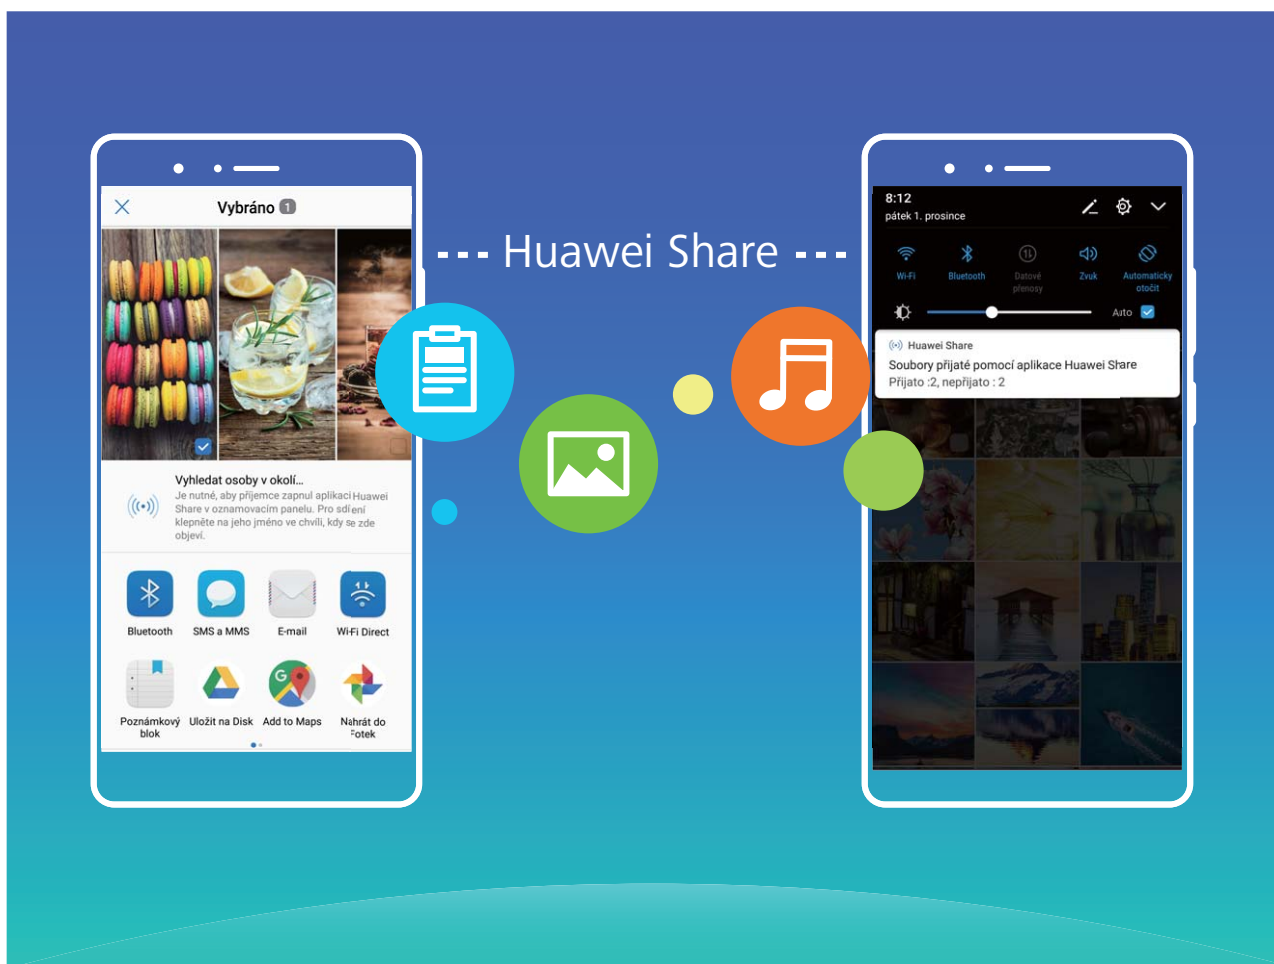 Vybráno 1
Vyhledat osoby v okolí...
Je nutné, aby příjemce zapnul aplikaci Huawei
Share v oznamovacím panelu. Pro sdílení
klepněte na jeho jméno ve chvíli, kdy se zde
objeví.
Bluetooth SMS a MMS E-mail Wi-Fi Direct
Poznámkový Uložit na Disk Add to Maps Nahrát do
blok Fotek
Huawei Share
8:12
pátek 1. prosince
Wi-Fi Bluetooth Datové Zvuk Automaticky
přenosy otočit
Auto
Huawei Share
Soubory přijaté pomocí aplikace Huawei Share
Přijato :2, nepřijato : 2